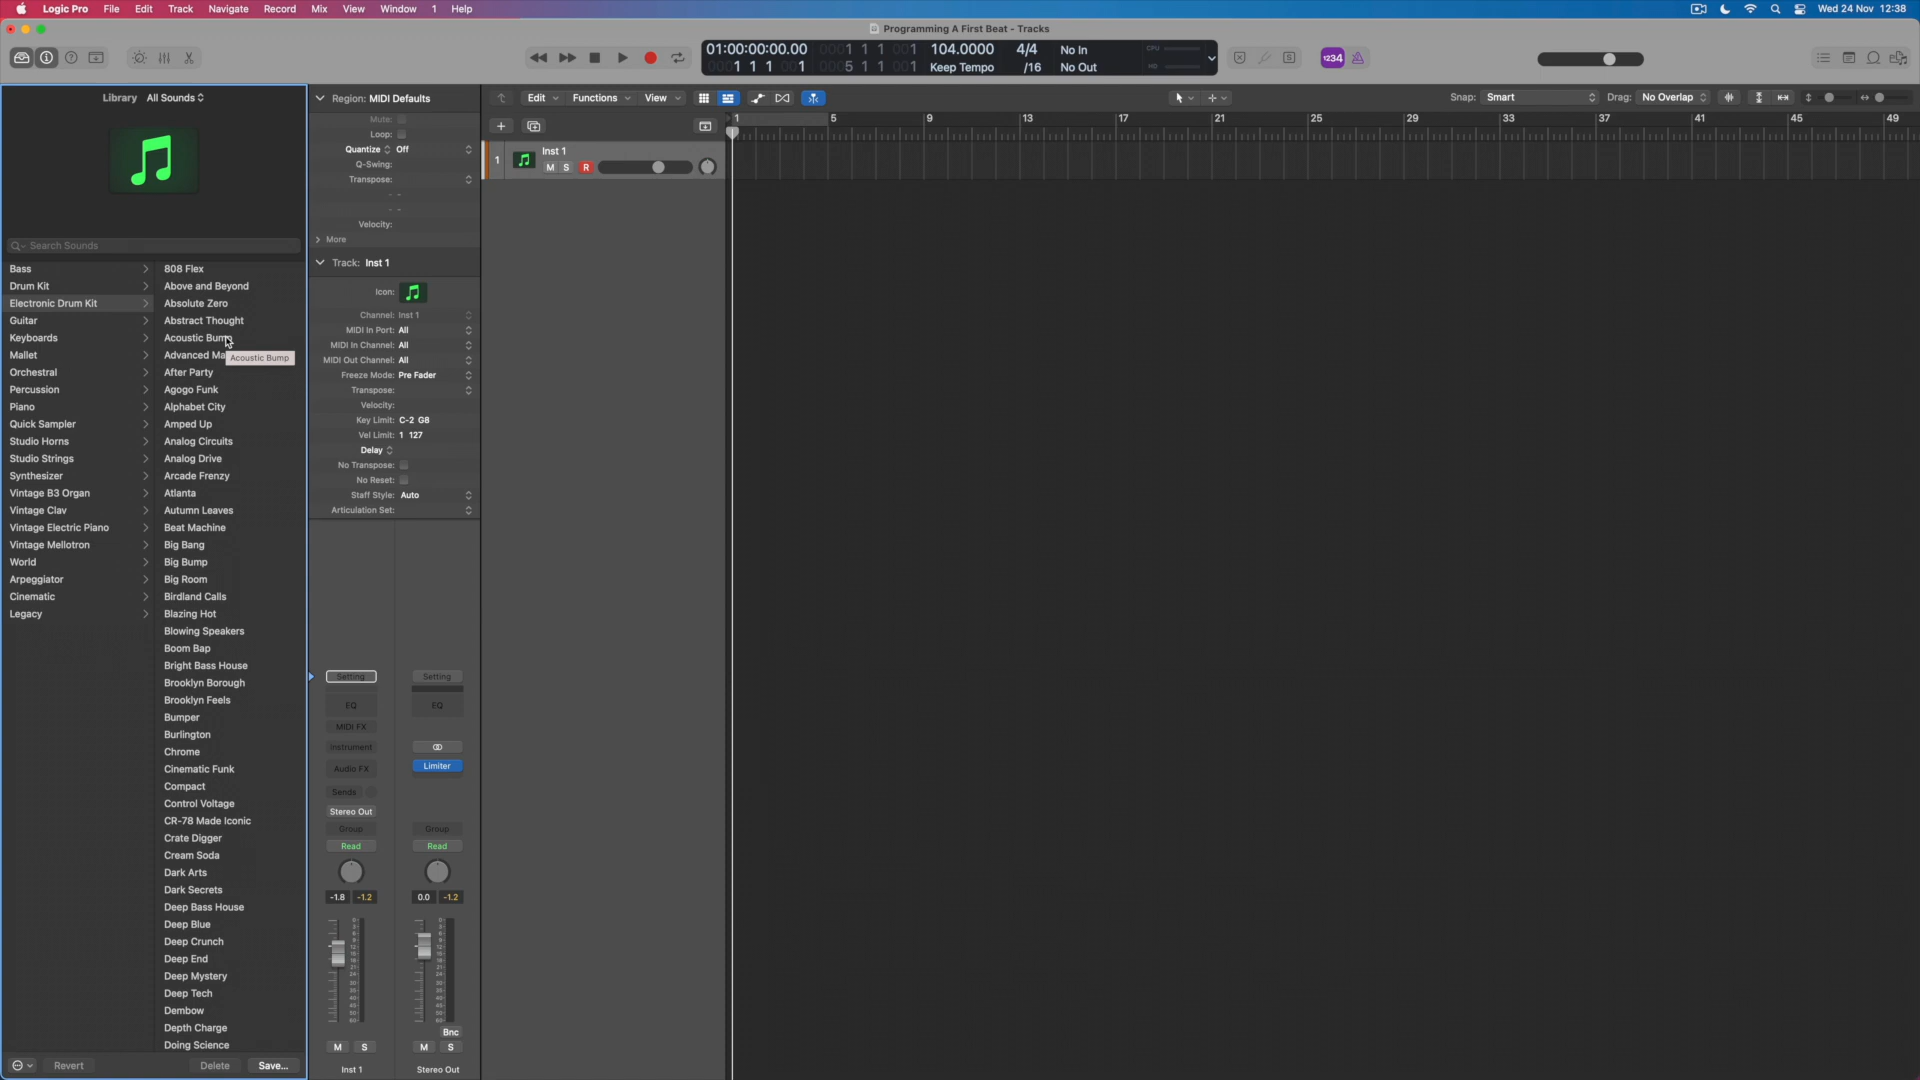 Logic Pro File Edit Track Navigate Record Mix View Window 1 Help Wed 24 Nov 12:38
Programming A First Beat - Tracks
01:00:00:00.00 0001 1 1 001 104.0000 4/4 No In CPU
0001 1 1 001 0005 1 1 001 Keep Tempo /16 No Out HD
1234
Library All Sounds
Search Sounds
Bass
Drum Kit
Electronic Drum Kit
Guitar
Keyboards
Mallet
Orchestral
Percussion
Piano
Quick Sampler
Studio Horns
Studio Strings
Synthesizer
Vintage B3 Organ
Vintage Clav
Vintage Electric Piano
Vintage Mellotron
World
Arpeggiator
Cinematic
Legacy
808 Flex
Above and Beyond
Absolute Zero
Abstract Thought
Acoustic Bump
Advanced Ma
Acoustic Bump
After Party
Agogo Funk
Alphabet City
Amped Up
Analog Circuits
Analog Drive
Arcade Frenzy
Atlanta
Autumn Leaves
Beat Machine
Big Bang
Big Bump
Big Room
Birdland Calls
Blazing Hot
Blowing Speakers
Boom Bap
Bright Bass House
Brooklyn Borough
Brooklyn Feels
Bumper
Burlington
Chrome
Cinematic Funk
Compact
Control Voltage
CR-78 Made Iconic
Crate Digger
Cream Soda
Dark Arts
Dark Secrets
Deep Bass House
Deep Blue
Deep Crunch
Deep End
Deep Mystery
Deep Tech
Dembow
Depth Charge
Doing Science
Revert Delete Save...
Region: MIDI Defaults
Mute:
Loop:
Quantize Off
Q-Swing:
Transpose:
Velocity:
More
Track: Inst 1
Icon:
Channel: Inst 1
MIDI In Port: All
MIDI In Channel: All
MIDI Out Channel: All
Freeze Mode: Pre Fader
Transpose:
Velocity:
Key Limit: C-2 G8
Vel Limit: 1 127
Delay
No Transpose:
No Reset:
Staff Style: Auto
Articulation Set:
Setting Setting
EQ EQ
MIDI FX
Instrument
Audio FX Limiter
Sends
Stereo Out
Group Group
Read Read
-1.8 -1.2 0.0 -1.2
Bnc
M S M S
Inst 1 Stereo Out
Edit Functions View Snap: Smart Drag: No Overlap
1 5 9 13 17 21 25 29 33 37 41 45 49
1 Inst 1
M S R